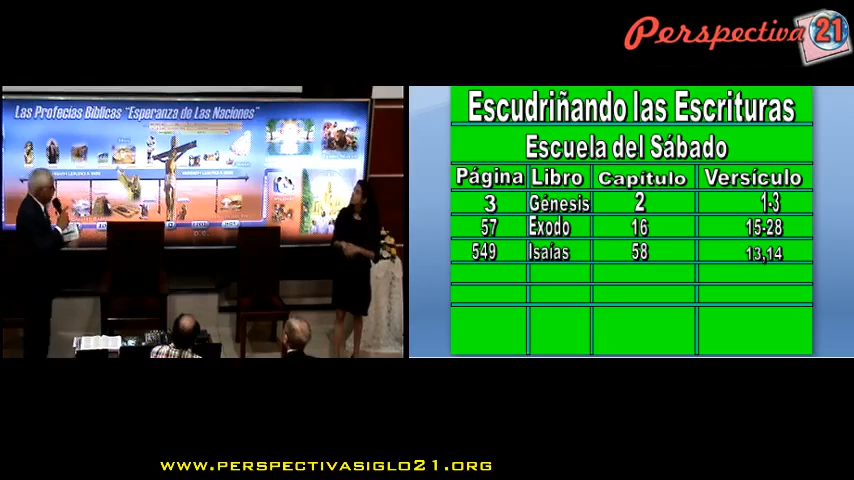 Perspectiva 21
Las Profecías Bíblicas "Esperanza de Las Naciones"
Escudriñando las Escrituras
Escuela del Sábado
Página Libro Capítulo Versículo
3 Génesis 2 1-3
57 Exodo 16 15-28
549 Isaías 58 13,14
www.perspectivasiglo21.org